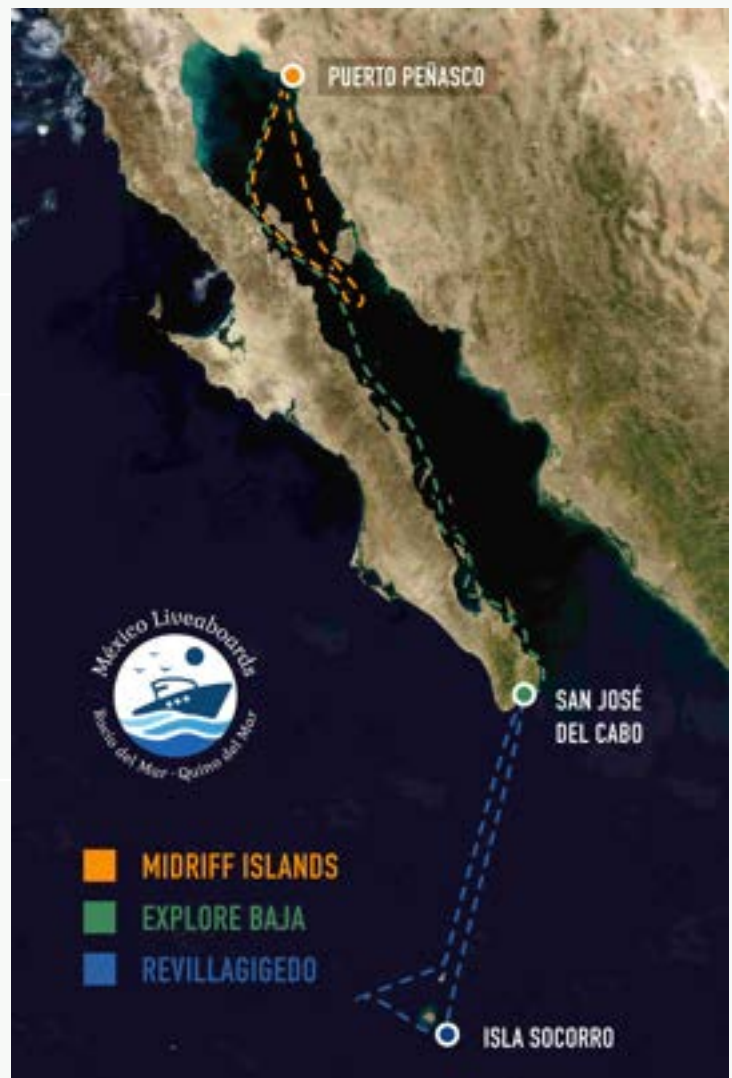 PUERTO PEÑASCO
México Liveaboards
Rocio del Mar - Quino del Mar
SAN JOSÉ
DEL CABO
MIDRIFF ISLANDS
EXPLORE BAJA
REVILLAGIGEDO
ISLA SOCORRO